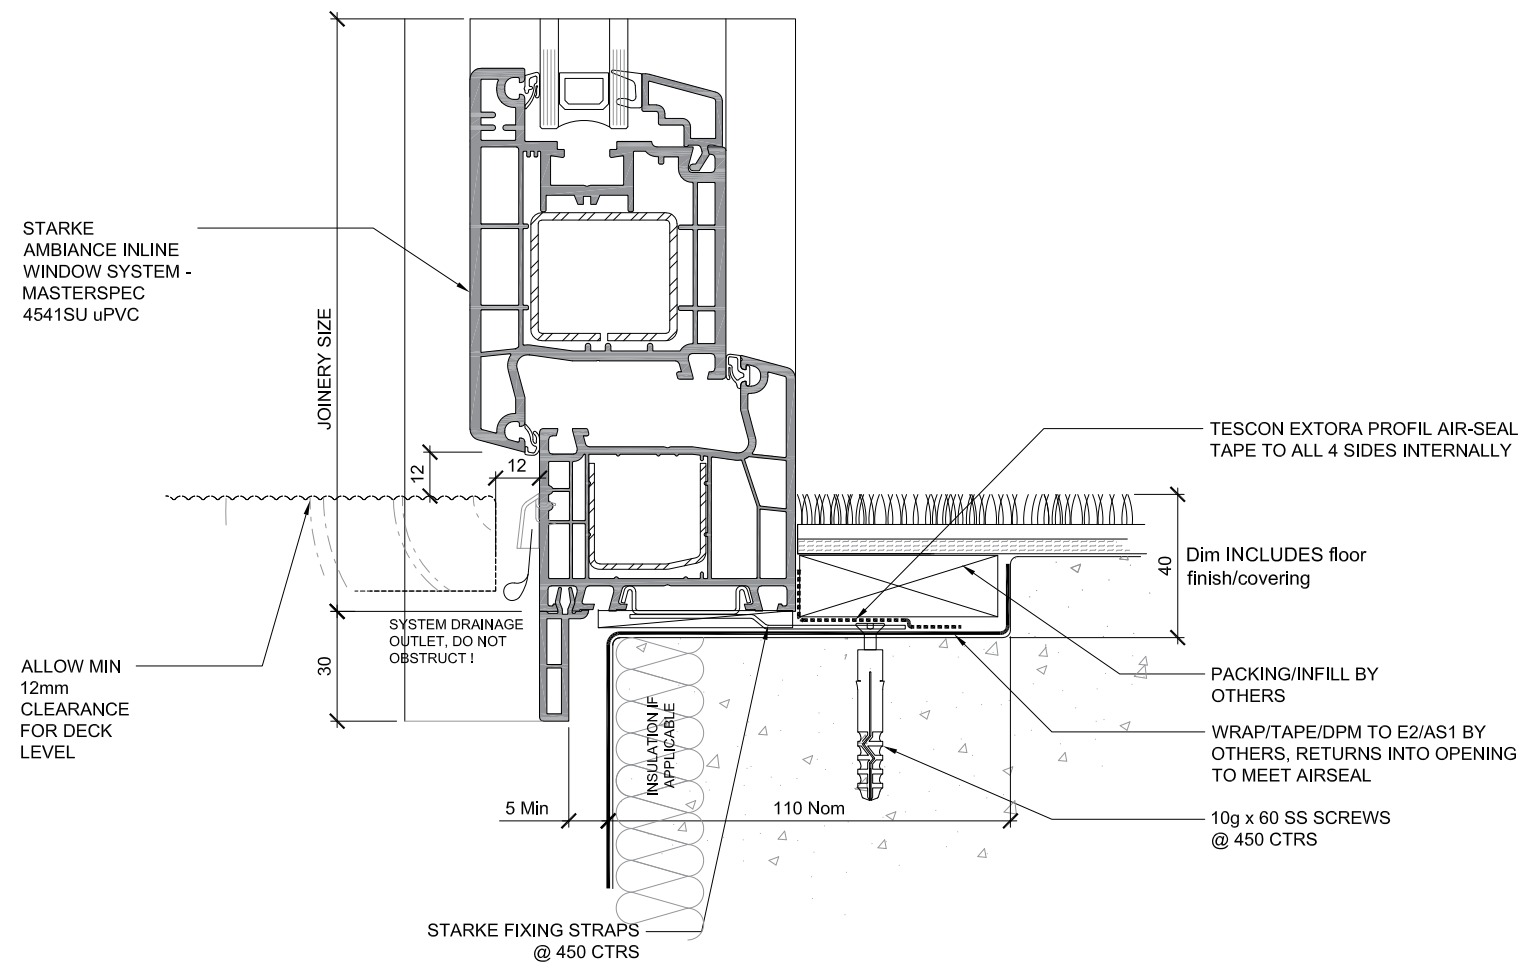 STARKE
AMBIANCE INLINE
WINDOW SYSTEM -
MASTERSPEC
4541SU uPVC
JOINERY SIZE
12
12
TESCON EXTORA PROFIL AIR-SEAL
TAPE TO ALL 4 SIDES INTERNALLY
40
Dim INCLUDES floor
finish/covering
SYSTEM DRAINAGE
OUTLET, DO NOT
OBSTRUCT !
30
ALLOW MIN
12mm
CLEARANCE
FOR DECK
LEVEL
INSULATION IF
APPLICABLE
PACKING/INFILL BY
OTHERS
WRAP/TAPE/DPM TO E2/AS1 BY
OTHERS, RETURNS INTO OPENING
TO MEET AIRSEAL
5 Min
110 Nom
10g x 60 SS SCREWS
@ 450 CTRS
STARKE FIXING STRAPS
@ 450 CTRS